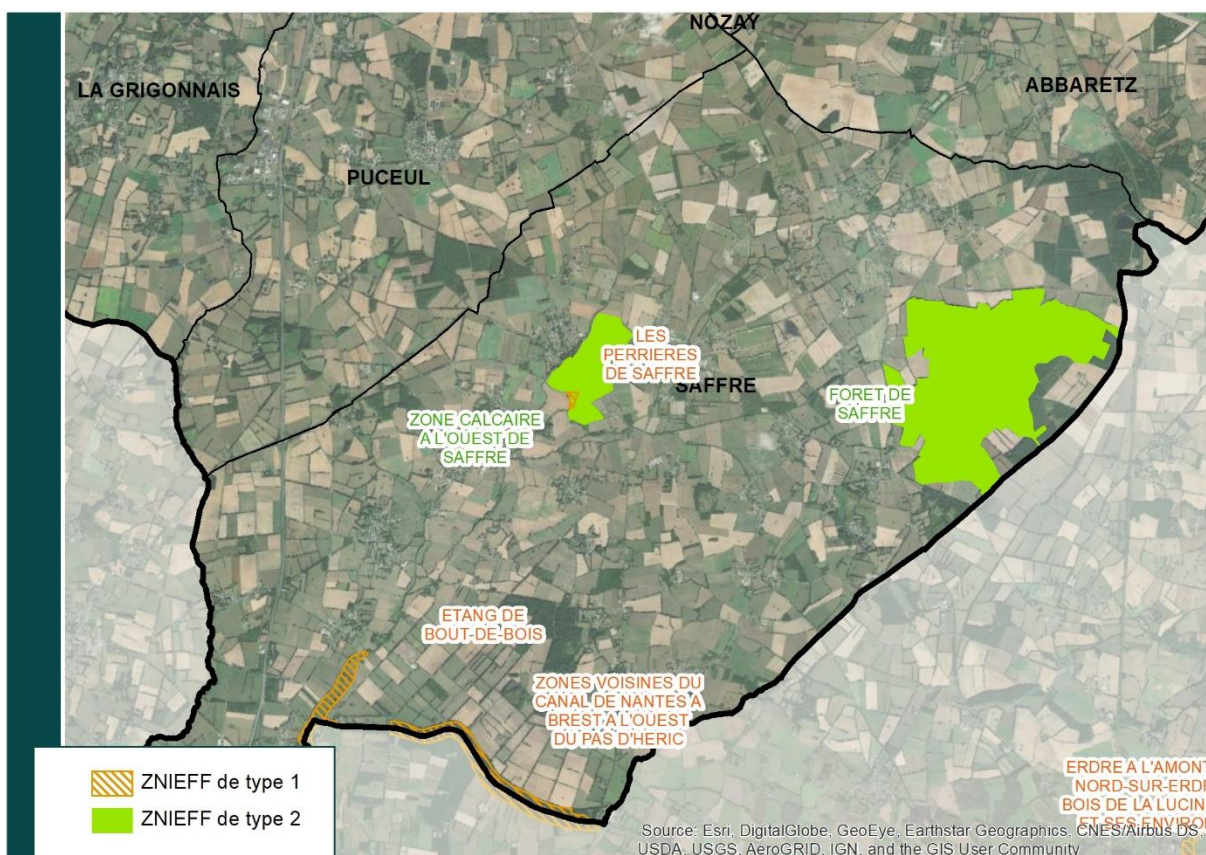 NOZAY
LA GRIGONNAIS
ABBARETZ
PUCEUL
LES
PERRIERES
DE SAFFRE
SAFFRE
FORET DE
SAFFRE
ZONE CALCAIRE
A L'OUEST DE
SAFFRE
ETANG DE
BOUT-DE-BOIS
ZONES VOISINES DU
CANAL DE NANTES A
BREST A L'OUEST
DU PAS D'HERIC
ERDRE A L'AMONT
NORD-SUR-ERDR
BOIS DE LA LUCIN
ET SES ENVIRON
ZNIEFF de type 1
ZNIEFF de type 2
Source: Esri, DigitalGlobe, GeoEye, Earthstar Geographics, CNES/Airbus DS,
USDA, USGS, AeroGRID, IGN, and the GIS User Community